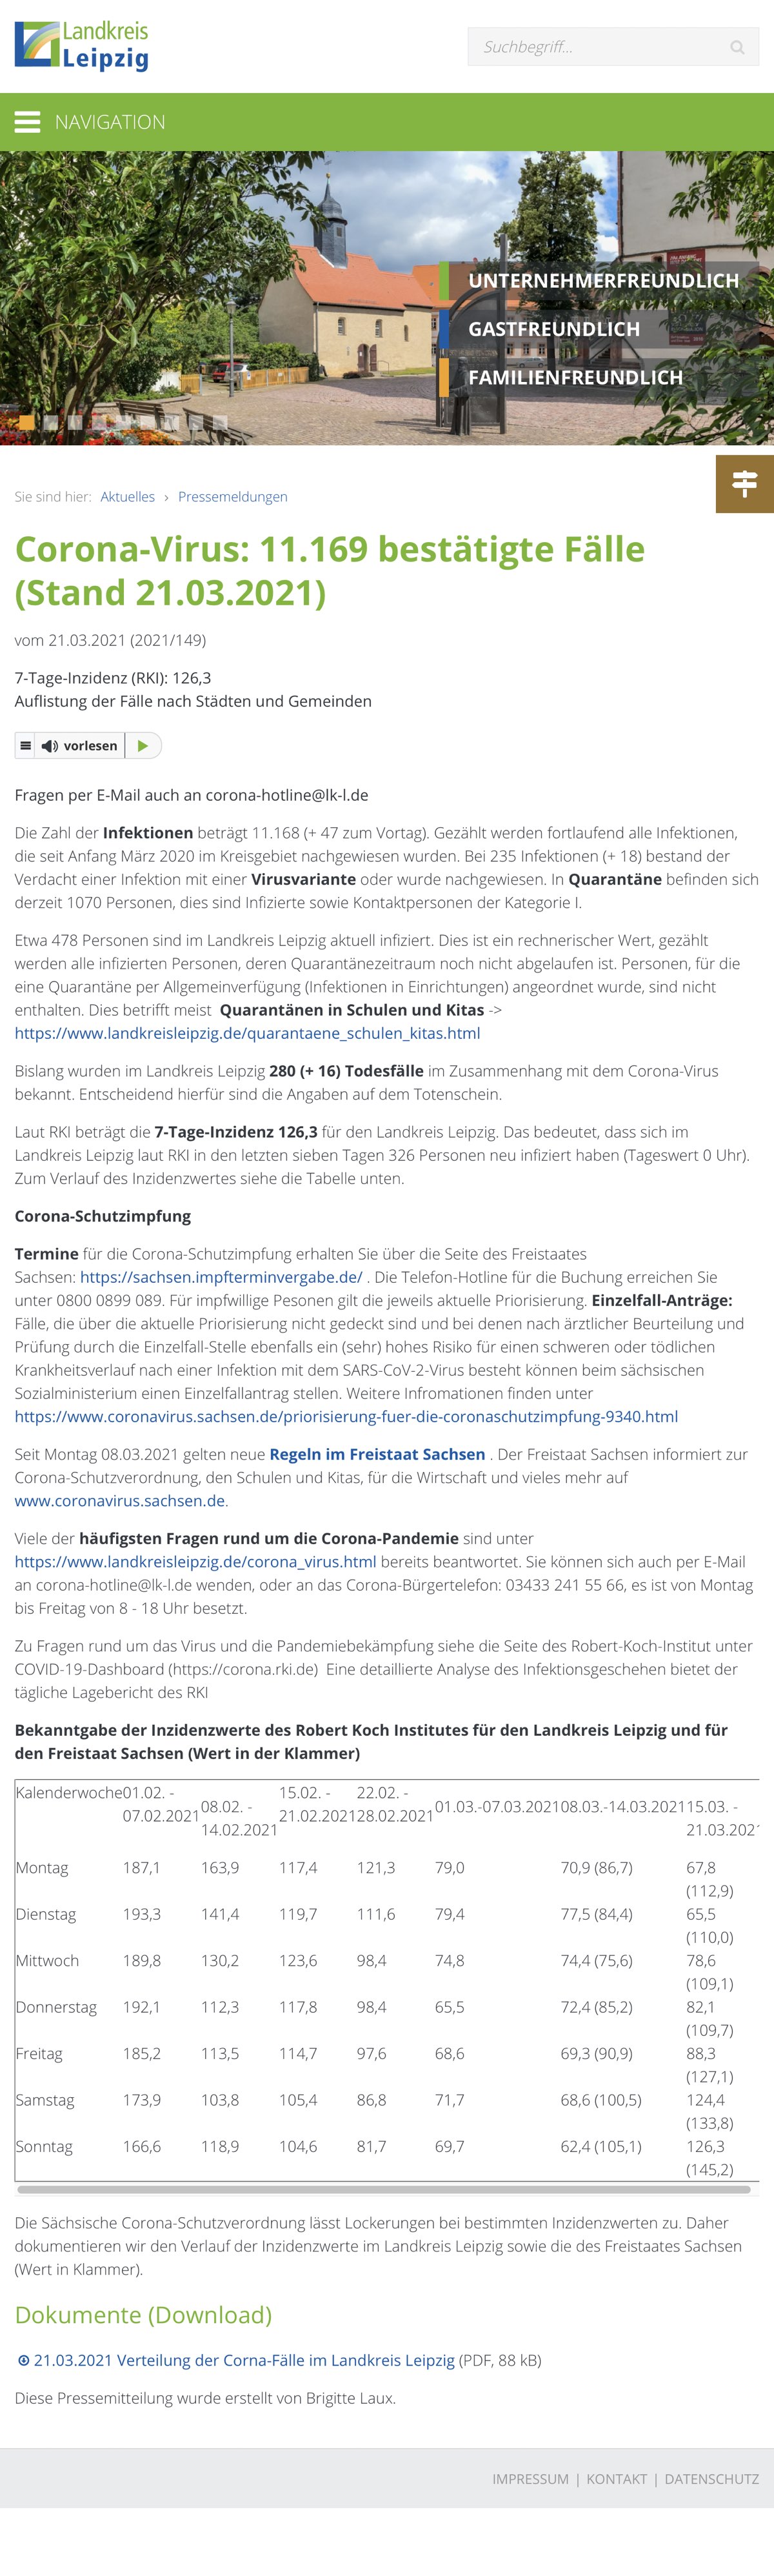 Landkreis
Leipzig
Suchbegriff...
NAVIGATION
UNTERNEHMERFREUNDLICH
GASTFREUNDLICH
FAMILIENFREUNDLICH
Sie sind hier: Aktuelles › Pressemeldungen
Corona-Virus: 11.169 bestätigte Fälle
(Stand 21.03.2021)
vom 21.03.2021 (2021/149)
7-Tage-Inzidenz (RKI): 126,3
Auflistung der Fälle nach Städten und Gemeinden
vorlesen
Fragen per E-Mail auch an corona-hotline@lk-l.de
Die Zahl der Infektionen beträgt 11.168 (+ 47 zum Vortag). Gezählt werden fortlaufend alle Infektionen,
die seit Anfang März 2020 im Kreisgebiet nachgewiesen wurden. Bei 235 Infektionen (+ 18) bestand der
Verdacht einer Infektion mit einer Virusvariante oder wurde nachgewiesen. In Quarantäne befinden sich
derzeit 1070 Personen, dies sind Infizierte sowie Kontaktpersonen der Kategorie I.
Etwa 478 Personen sind im Landkreis Leipzig aktuell infiziert. Dies ist ein rechnerischer Wert, gezählt
werden alle infizierten Personen, deren Quarantänezeitraum noch nicht abgelaufen ist. Personen, für die
eine Quarantäne per Allgemeinverfügung (Infektionen in Einrichtungen) angeordnet wurde, sind nicht
enthalten. Dies betrifft meist Quarantänen in Schulen und Kitas ->
https://www.landkreisleipzig.de/quarantaene_schulen_kitas.html
Bislang wurden im Landkreis Leipzig 280 (+ 16) Todesfälle im Zusammenhang mit dem Corona-Virus
bekannt. Entscheidend hierfür sind die Angaben auf dem Totenschein.
Laut RKI beträgt die 7-Tage-Inzidenz 126,3 für den Landkreis Leipzig. Das bedeutet, dass sich im
Landkreis Leipzig laut RKI in den letzten sieben Tagen 326 Personen neu infiziert haben (Tageswert 0 Uhr).
Zum Verlauf des Inzidenzwertes siehe die Tabelle unten.
Corona-Schutzimpfung
Termine für die Corona-Schutzimpfung erhalten Sie über die Seite des Freistaates
Sachsen: https://sachsen.impfterminvergabe.de/ . Die Telefon-Hotline für die Buchung erreichen Sie
unter 0800 0899 089. Für impfwillige Pesonen gilt die jeweils aktuelle Priorisierung. Einzelfall-Anträge:
Fälle, die über die aktuelle Priorisierung nicht gedeckt sind und bei denen nach ärztlicher Beurteilung und
Prüfung durch die Einzelfall-Stelle ebenfalls ein (sehr) hohes Risiko für einen schweren oder tödlichen
Krankheitsverlauf nach einer Infektion mit dem SARS-CoV-2-Virus besteht können beim sächsischen
Sozialministerium einen Einzelfallantrag stellen. Weitere Infromationen finden unter
https://www.coronavirus.sachsen.de/priorisierung-fuer-die-coronaschutzimpfung-9340.html
Seit Montag 08.03.2021 gelten neue Regeln im Freistaat Sachsen . Der Freistaat Sachsen informiert zur
Corona-Schutzverordnung, den Schulen und Kitas, für die Wirtschaft und vieles mehr auf
www.coronavirus.sachsen.de.
Viele der häufigsten Fragen rund um die Corona-Pandemie sind unter
https://www.landkreisleipzig.de/corona_virus.html bereits beantwortet. Sie können sich auch per E-Mail
an corona-hotline@lk-l.de wenden, oder an das Corona-Bürgertelefon: 03433 241 55 66, es ist von Montag
bis Freitag von 8 - 18 Uhr besetzt.
Zu Fragen rund um das Virus und die Pandemiebekämpfung siehe die Seite des Robert-Koch-Institut unter
COVID-19-Dashboard (https://corona.rki.de) Eine detaillierte Analyse des Infektionsgeschehen bietet der
tägliche Lagebericht des RKI
Bekanntgabe der Inzidenzwerte des Robert Koch Institutes für den Landkreis Leipzig und für
den Freistaat Sachsen (Wert in der Klammer)
Kalenderwoche 01.02. - 07.02.2021 08.02. - 14.02.2021 15.02. - 21.02.2021 22.02. - 28.02.2021 01.03.-07.03.2021 08.03.-14.03.2021 15.03. - 21.03.2021
Montag 187,1 163,9 117,4 121,3 79,0 70,9 (86,7) 67,8 (112,9)
Dienstag 193,3 141,4 119,7 111,6 79,4 77,5 (84,4) 65,5 (110,0)
Mittwoch 189,8 130,2 123,6 98,4 74,8 74,4 (75,6) 78,6 (109,1)
Donnerstag 192,1 112,3 117,8 98,4 65,5 72,4 (85,2) 82,1 (109,7)
Freitag 185,2 113,5 114,7 97,6 68,6 69,3 (90,9) 88,3 (127,1)
Samstag 173,9 103,8 105,4 86,8 71,7 68,6 (100,5) 124,4 (133,8)
Sonntag 166,6 118,9 104,6 81,7 69,7 62,4 (105,1) 126,3 (145,2)
Die Sächsische Corona-Schutzverordnung lässt Lockerungen bei bestimmten Inzidenzwerten zu. Daher
dokumentieren wir den Verlauf der Inzidenzwerte im Landkreis Leipzig sowie die des Freistaates Sachsen
(Wert in Klammer).
Dokumente (Download)
21.03.2021 Verteilung der Corna-Fälle im Landkreis Leipzig (PDF, 88 kB)
Diese Pressemitteilung wurde erstellt von Brigitte Laux.
IMPRESSUM | KONTAKT | DATENSCHUTZ